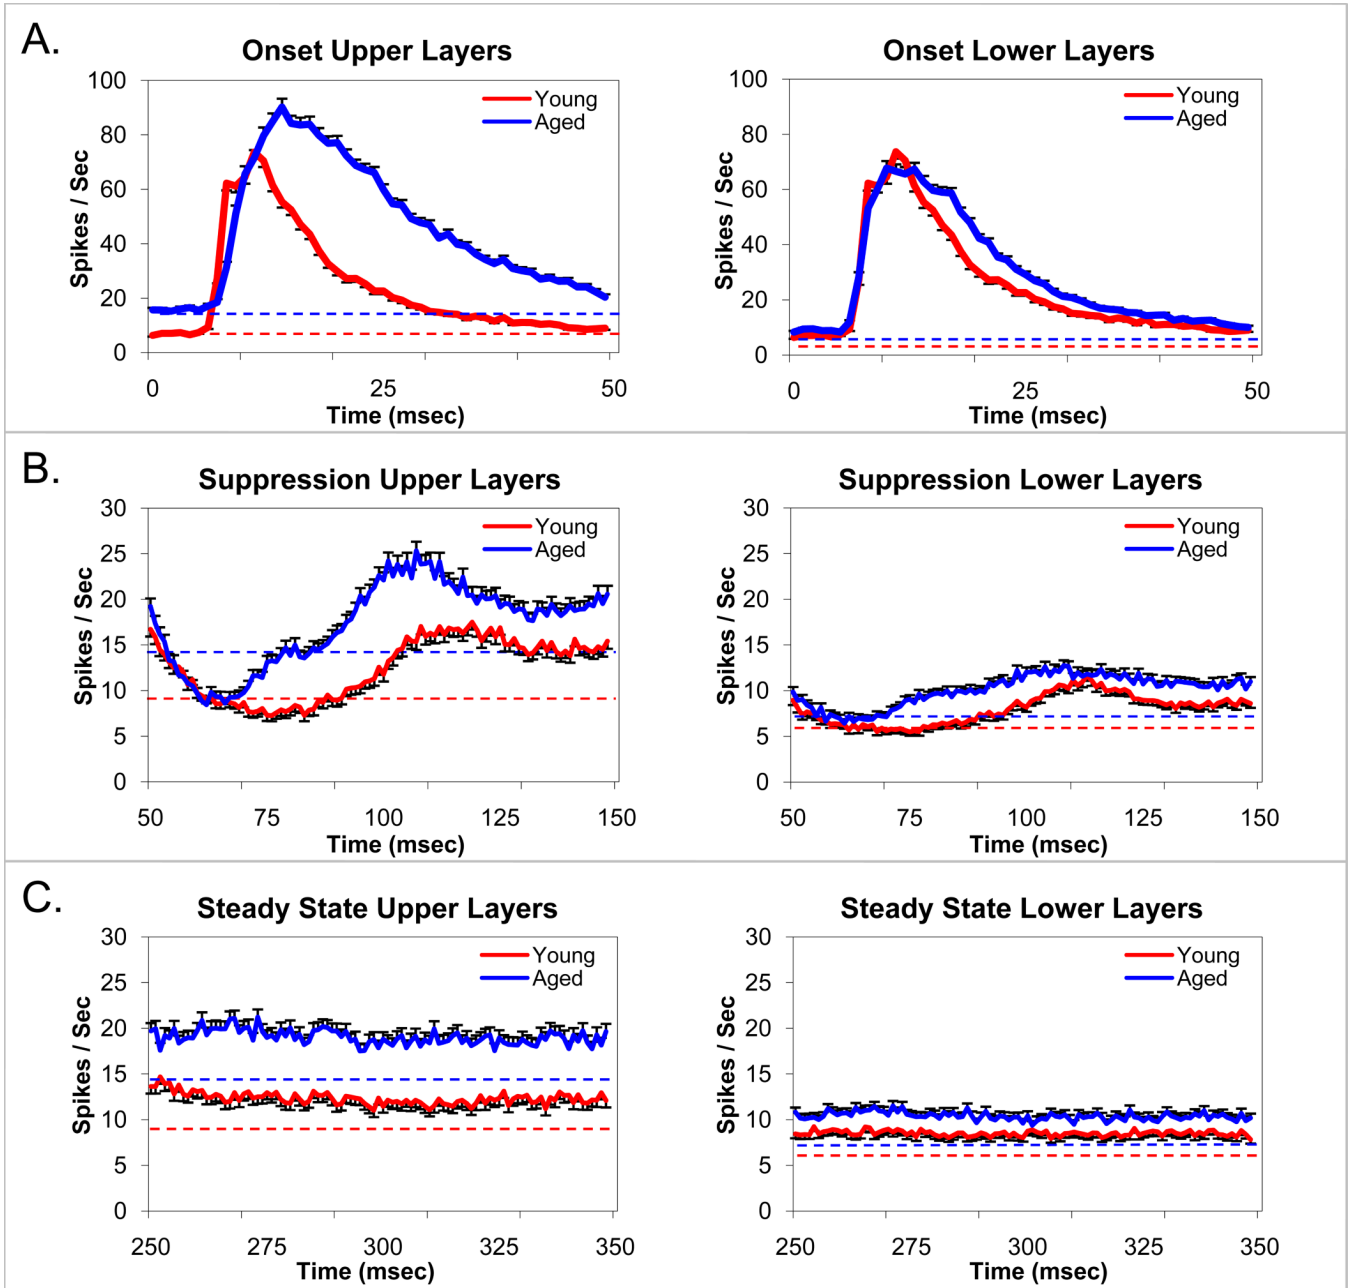 A.
Onset Upper Layers
Spikes / Sec
100
80
60
40
20
0
Young
Aged
0 25 50
Time (msec)
Onset Lower Layers
Spikes / Sec
100
80
60
40
20
0
Young
Aged
0 25 50
Time (msec)
B.
Suppression Upper Layers
Spikes / Sec
30
25
20
15
10
5
0
Young
Aged
50 75 100 125 150
Time (msec)
Suppression Lower Layers
Spikes / Sec
30
25
20
15
10
5
0
Young
Aged
50 75 100 125 150
Time (msec)
C.
Steady State Upper Layers
Spikes / Sec
30
25
20
15
10
5
0
Young
Aged
250 275 300 325 350
Time (msec)
Steady State Lower Layers
Spikes / Sec
30
25
20
15
10
5
0
Young
Aged
250 275 300 325 350
Time (msec)